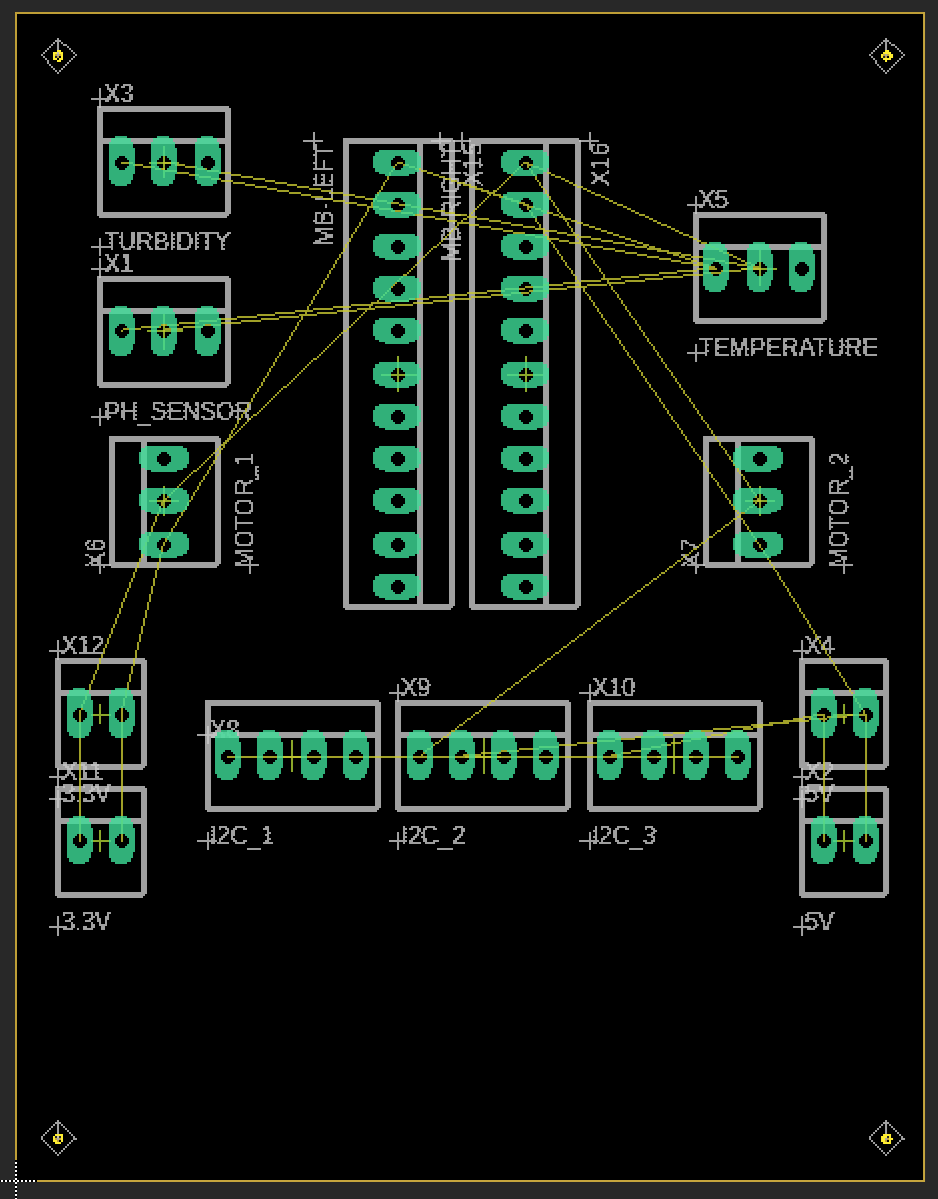 X3
TURBIDITY
X1
PH_SENSOR
MB-LEFT
MB-RIGHT
X15
X16
X5
TEMPERATURE
X6
MOTOR_1
X7
MOTOR_2
X12
3.3V
X11
3.3V
X8
I2C_1
X9
I2C_2
X10
I2C_3
X4
5V
X2
5V